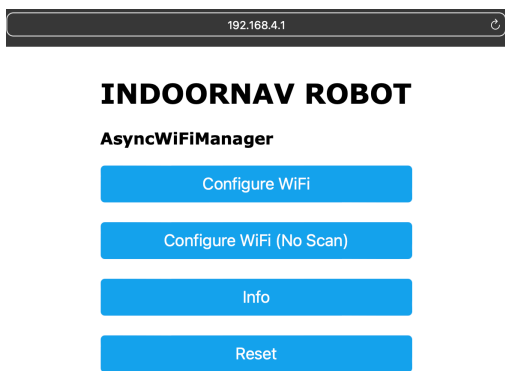 192.168.4.1
INDOORNAV ROBOT
AsyncWiFiManager
Configure WiFi
Configure WiFi (No Scan)
Info
Reset